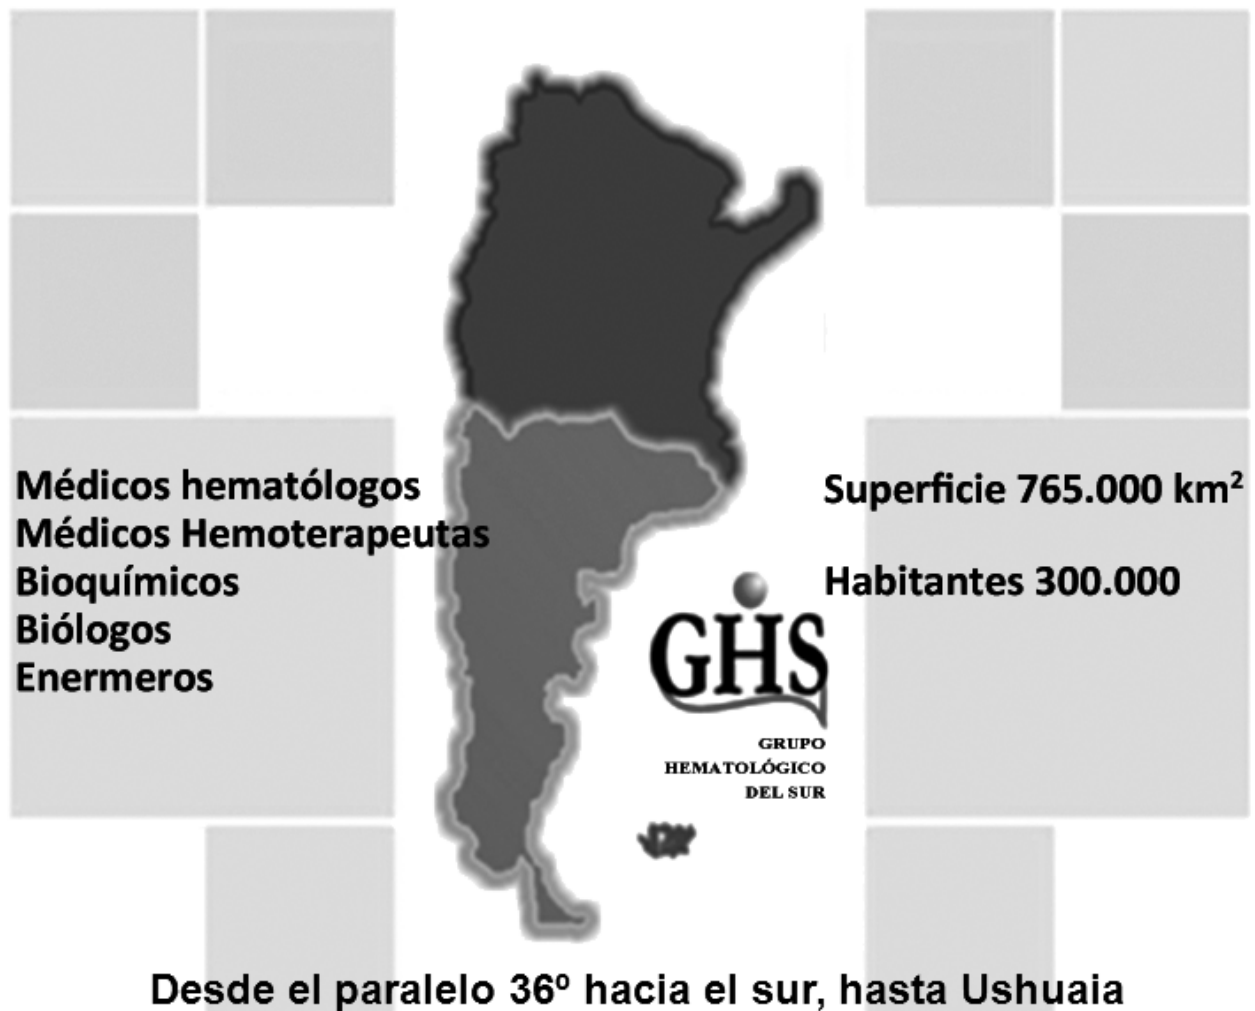 Médicos hematólogos
Médicos Hemoterapeutas
Bioquímicos
Biólogos
Enermeros
Superficie 765.000 km²
Habitantes 300.000
GHS
GRUPO
HEMATOLÓGICO
DEL SUR
Desde el paralelo 36º hacia el sur, hasta Ushuaia